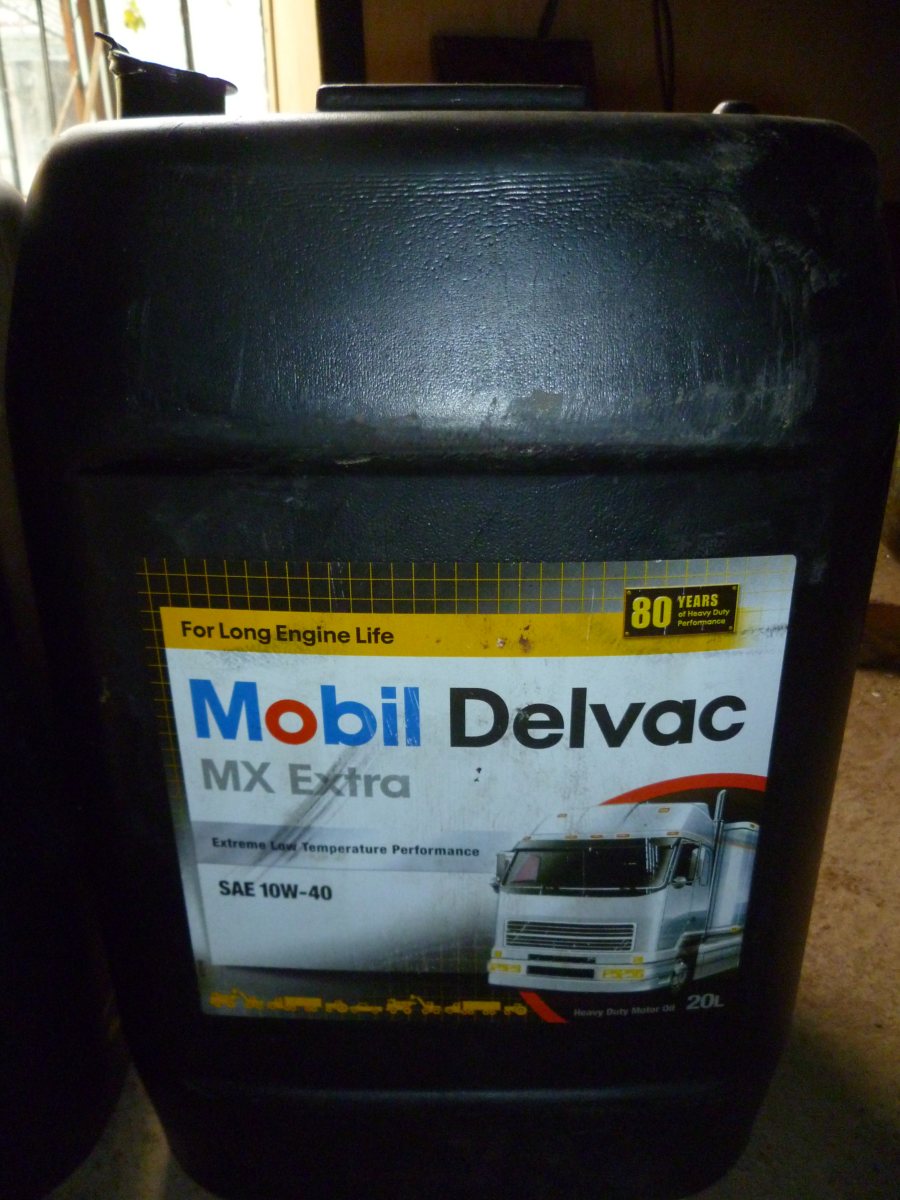 For Long Engine Life
80 YEARS
of Heavy Duty
Performance
Mobil Delvac
MX Extra
Extreme Low Temperature Performance
SAE 10W-40
Heavy Duty Motor Oil 20L